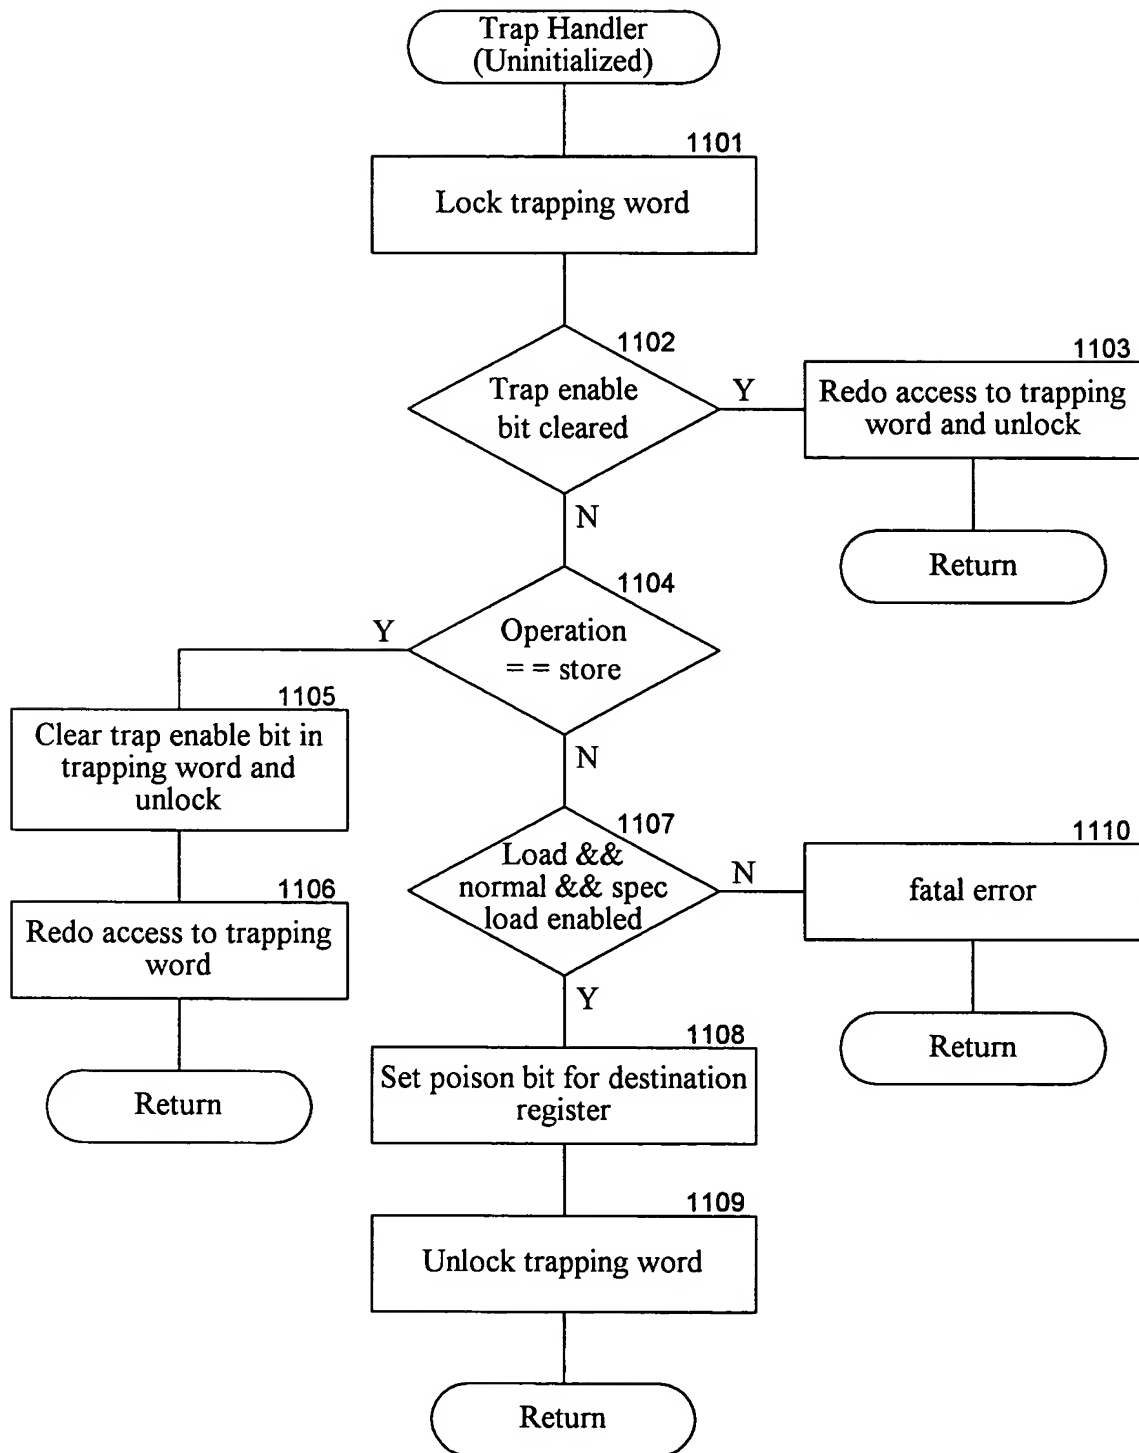 Trap Handler
(Uninitialized)
1101
Lock trapping word
1102
Trap enable
bit cleared
Y
1103
Redo access to trapping
word and unlock
Return
N
1104
Operation
= = store
Y
1105
Clear trap enable bit in
trapping word and
unlock
1106
Redo access to trapping
word
Return
N
1107
Load &&
normal && spec
load enabled
N
1110
fatal error
Return
Y
1108
Set poison bit for destination
register
1109
Unlock trapping word
Return